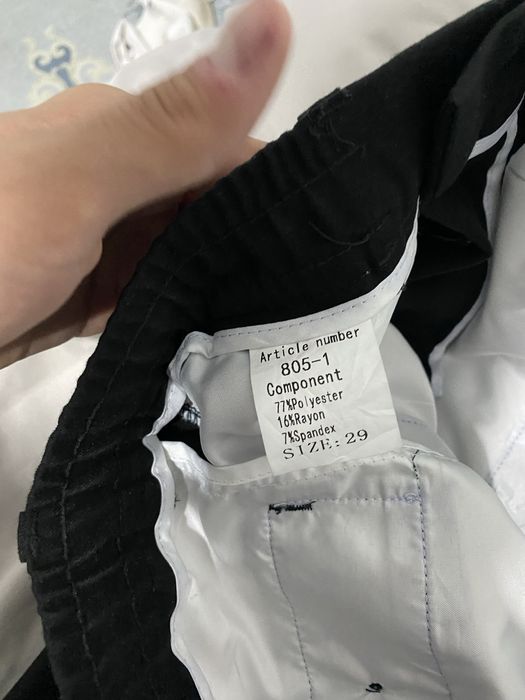 Article number
805-1
Component
77%Polyester
16%Rayon
7%Spandex
SIZE:29